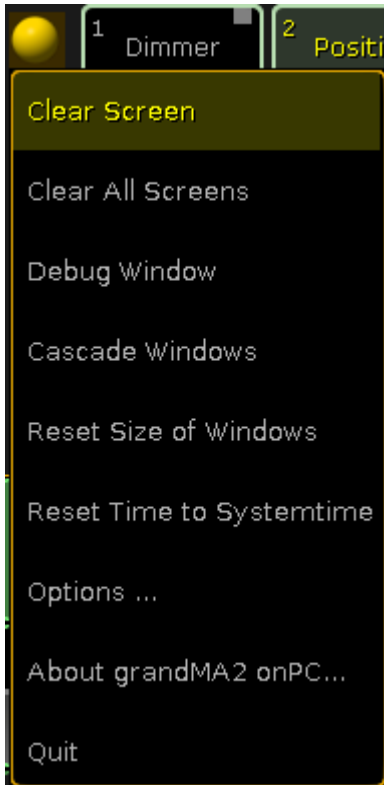 1 Dimmer
2 Positi
Clear Screen
Clear All Screens
Debug Window
Cascade Windows
Reset Size of Windows
Reset Time to Systemtime
Options ...
About grandMA2 onPC...
Quit